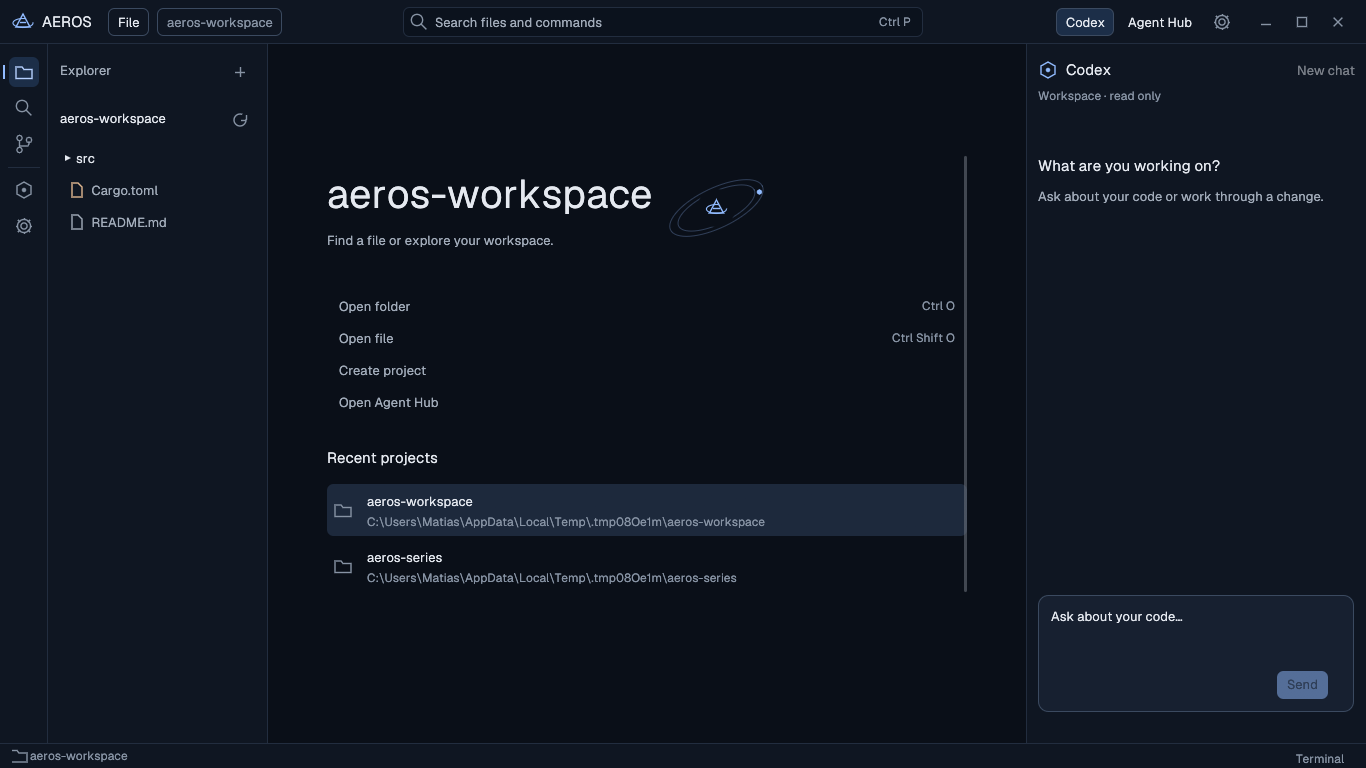 AEROS File aeros-workspace Search files and commands Ctrl P Codex Agent Hub
Explorer
aeros-workspace
src
Cargo.toml
README.md
aeros-workspace
Find a file or explore your workspace.
Open folder Ctrl O
Open file Ctrl Shift O
Create project
Open Agent Hub
Recent projects
aeros-workspace
C:\Users\Matias\AppData\Local\Temp\.tmp08Oe1m\aeros-workspace
aeros-series
C:\Users\Matias\AppData\Local\Temp\.tmp08Oe1m\aeros-series
Codex New chat
Workspace · read only
What are you working on?
Ask about your code or work through a change.
Ask about your code…
Send
aeros-workspace Terminal